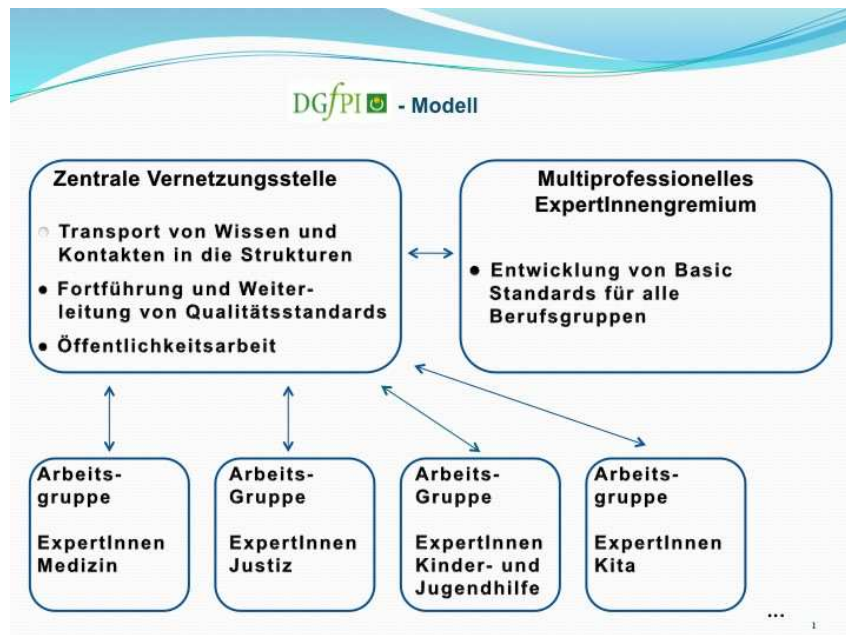 DGfPI - Modell
Zentrale Vernetzungsstelle
Transport von Wissen und
Kontakten in die Strukturen
● Fortführung und Weiter-
leitung von Qualitätsstandards
● Öffentlichkeitsarbeit
Multiprofessionelles
ExpertInnengremium
● Entwicklung von Basic
Standards für alle
Berufsgruppen
Arbeits-
gruppe
ExpertInnen
Medizin
Arbeits-
Gruppe
ExpertInnen
Justiz
Arbeits-
Gruppe
ExpertInnen
Kinder- und
Jugendhilfe
Arbeits-
gruppe
ExpertInnen
Kita
...
1